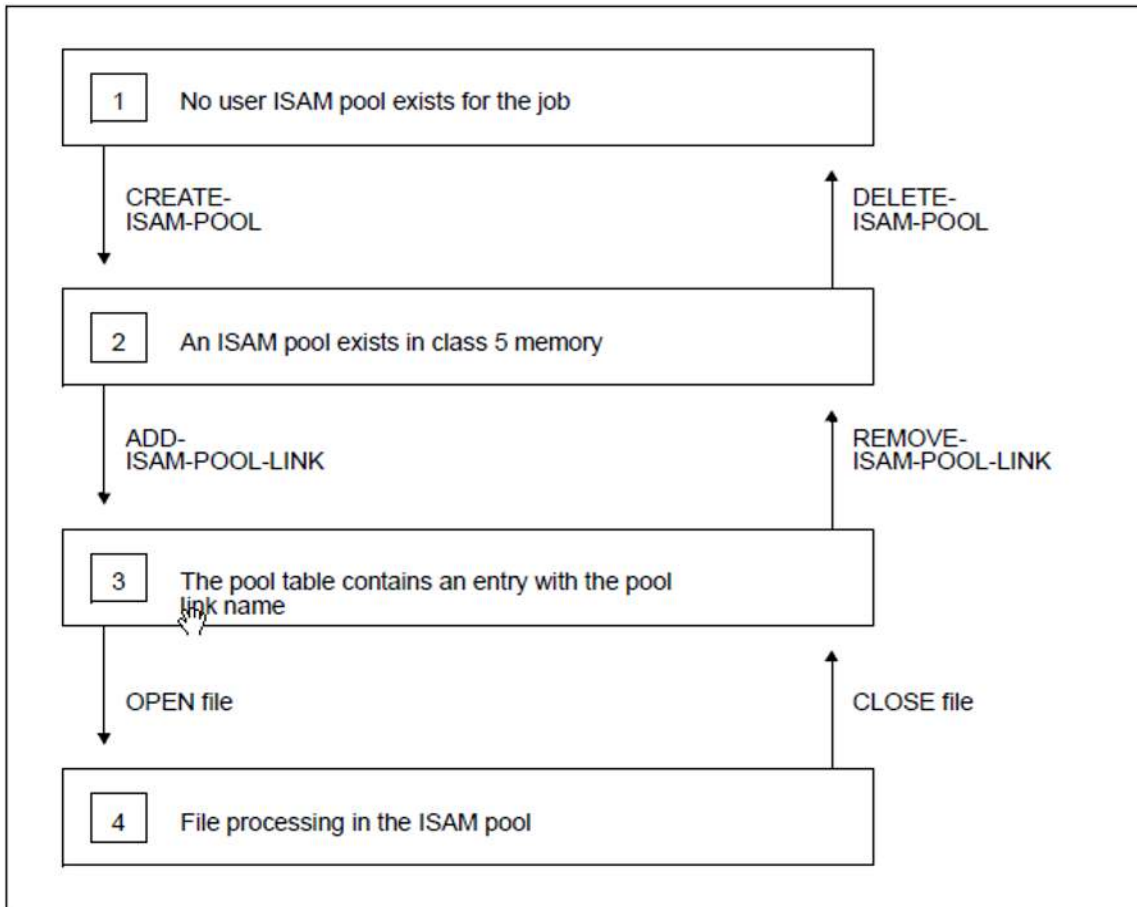 1 No user ISAM pool exists for the job
CREATE-
ISAM-POOL
DELETE-
ISAM-POOL
2 An ISAM pool exists in class 5 memory
ADD-
ISAM-POOL-LINK
REMOVE-
ISAM-POOL-LINK
3 The pool table contains an entry with the pool
link name
OPEN file
CLOSE file
4 File processing in the ISAM pool